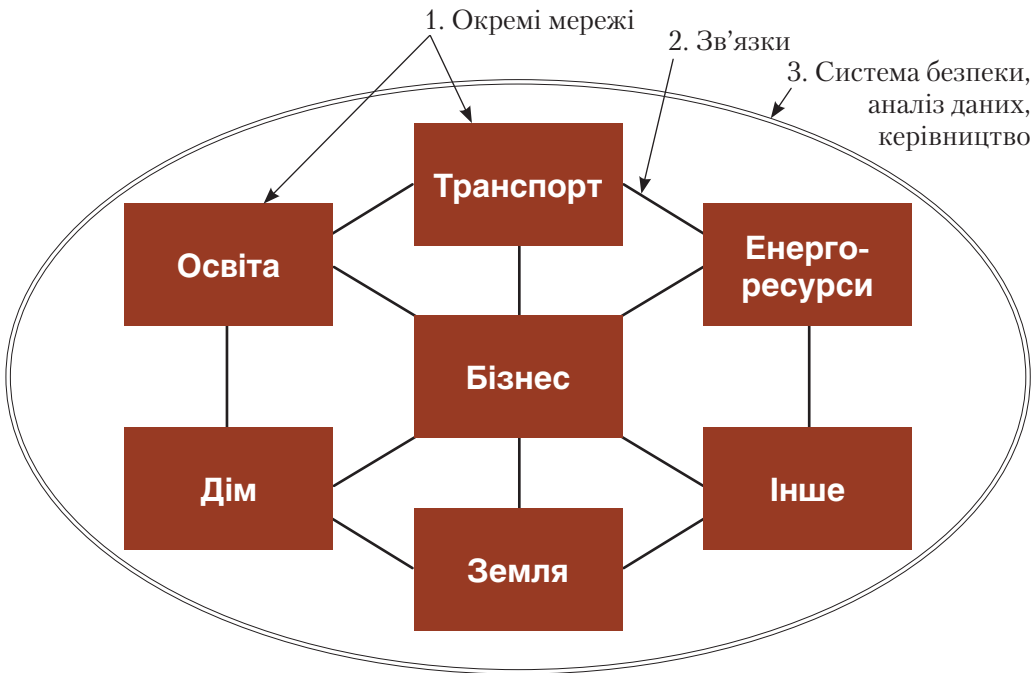 1. Окремі мережі
2. Зв’язки
3. Система безпеки,
аналіз даних,
керівництво
Транспорт
Освіта
Енерго-
ресурси
Бізнес
Дім
Інше
Земля